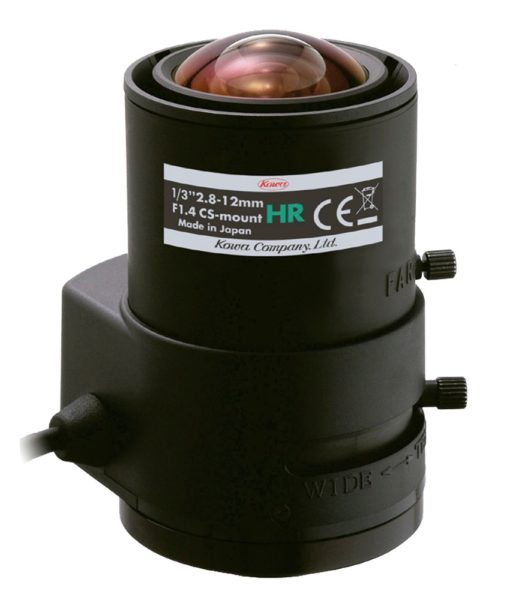 Kowa
1/3"2.8-12mm
F1.4 CS-mount HR CE
Made in Japan
Kowa Company, Ltd.
FAR
WIDE